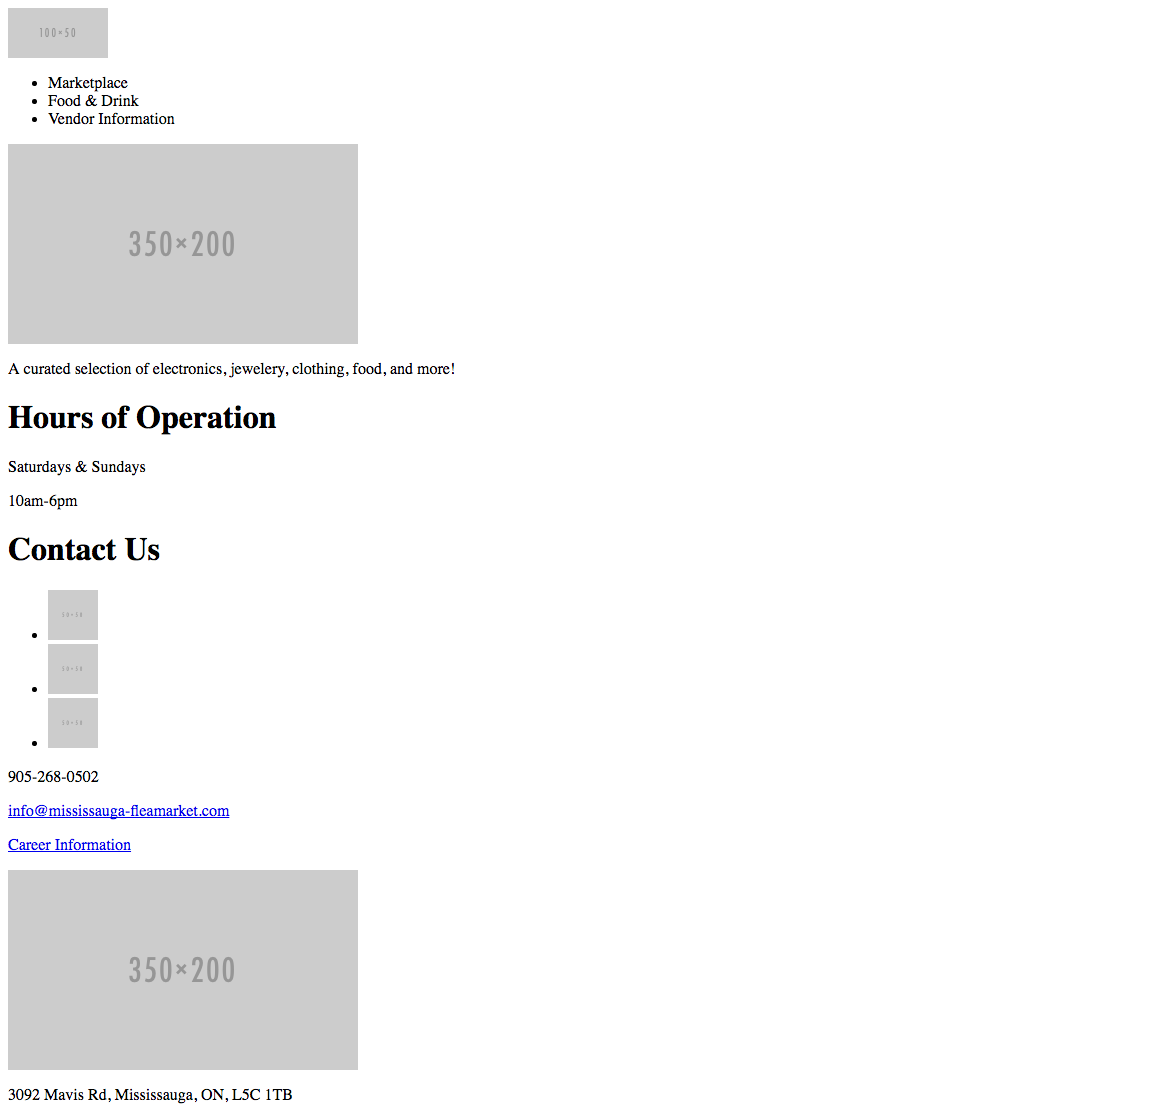 100×50
Marketplace
Food & Drink
Vendor Information
350×200
A curated selection of electronics, jewelery, clothing, food, and more!
Hours of Operation
Saturdays & Sundays
10am-6pm
Contact Us
50×50
50×50
50×50
905-268-0502
info@mississauga-fleamarket.com
Career Information
350×200
3092 Mavis Rd, Mississauga, ON, L5C 1TB